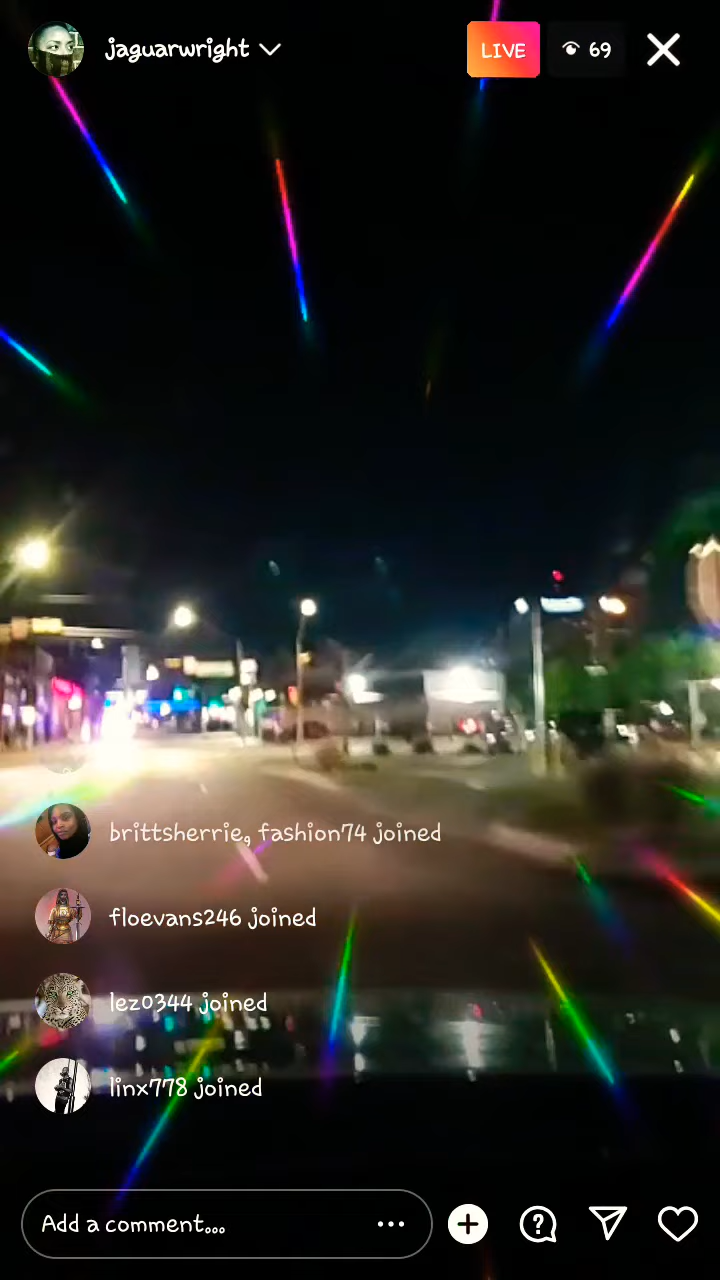 jaguarwright
LIVE
69
brittsherrie, fashion74 joined
floevans246 joined
lez0344 joined
linx778 joined
Add a comment...